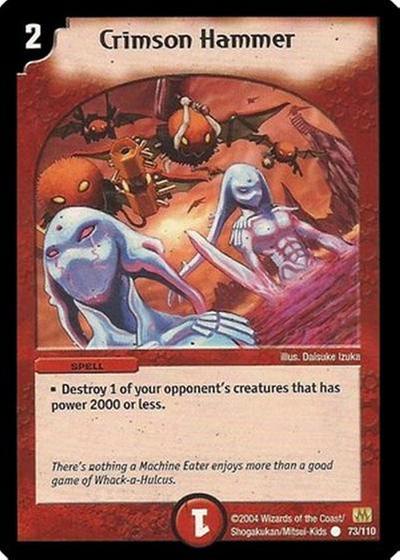 2
Crimson Hammer
illus. Daisuke Izuka
SPELL
▪ Destroy 1 of your opponent's creatures that has
power 2000 or less.
There's nothing a Machine Eater enjoys more than a good
game of Whack-a-Hulcus.
1
©2004 Wizards of the Coast/
Shogakukan/Mitsui-Kids ● 73/110